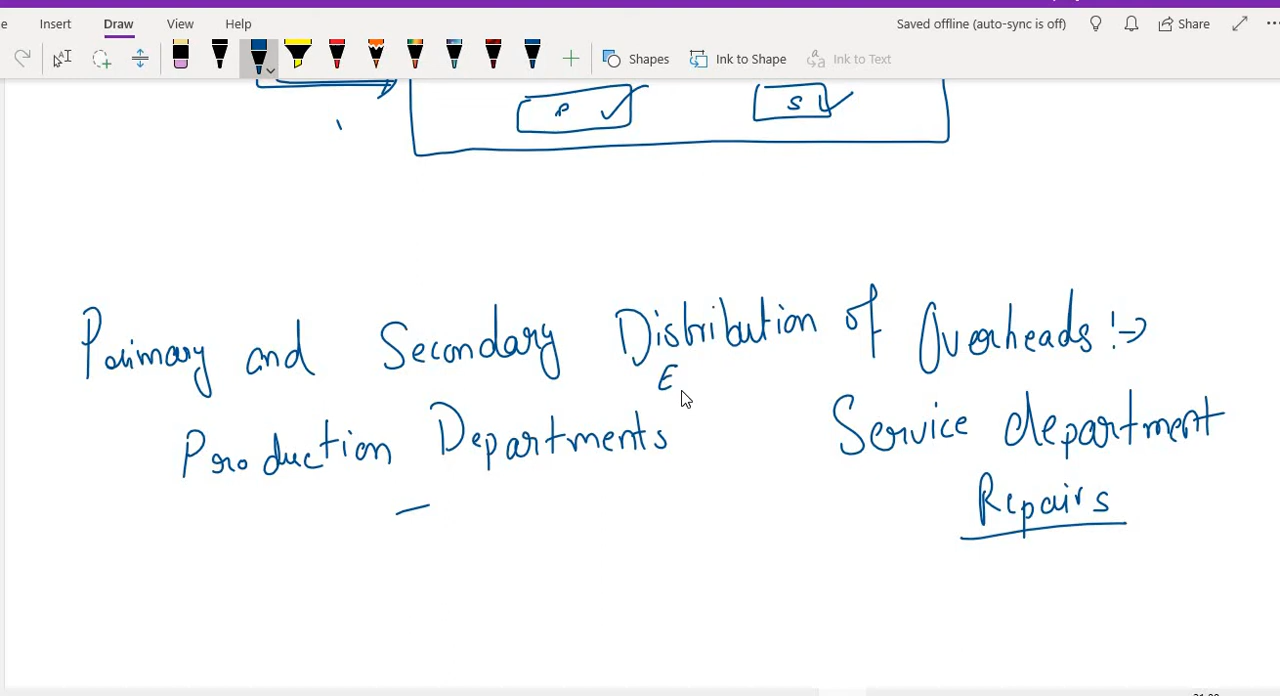 e Insert Draw View Help Saved offline (auto-sync is off) Share
Shapes Ink to Shape Ink to Text
P S
Primary and Secondary Distribution of Overheads :->
E
Production Departments Service department
Repairs